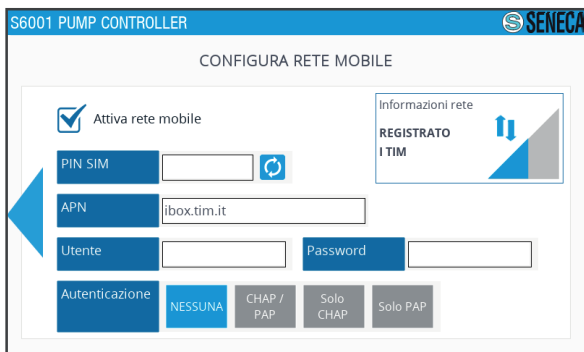 S6001 PUMP CONTROLLER
S SENECA
CONFIGURA RETE MOBILE
Attiva rete mobile
Informazioni rete
REGISTRATO
I TIM
PIN SIM
APN
ibox.tim.it
Utente
Password
Autenticazione
NESSUNA
CHAP /
PAP
Solo
CHAP
Solo PAP